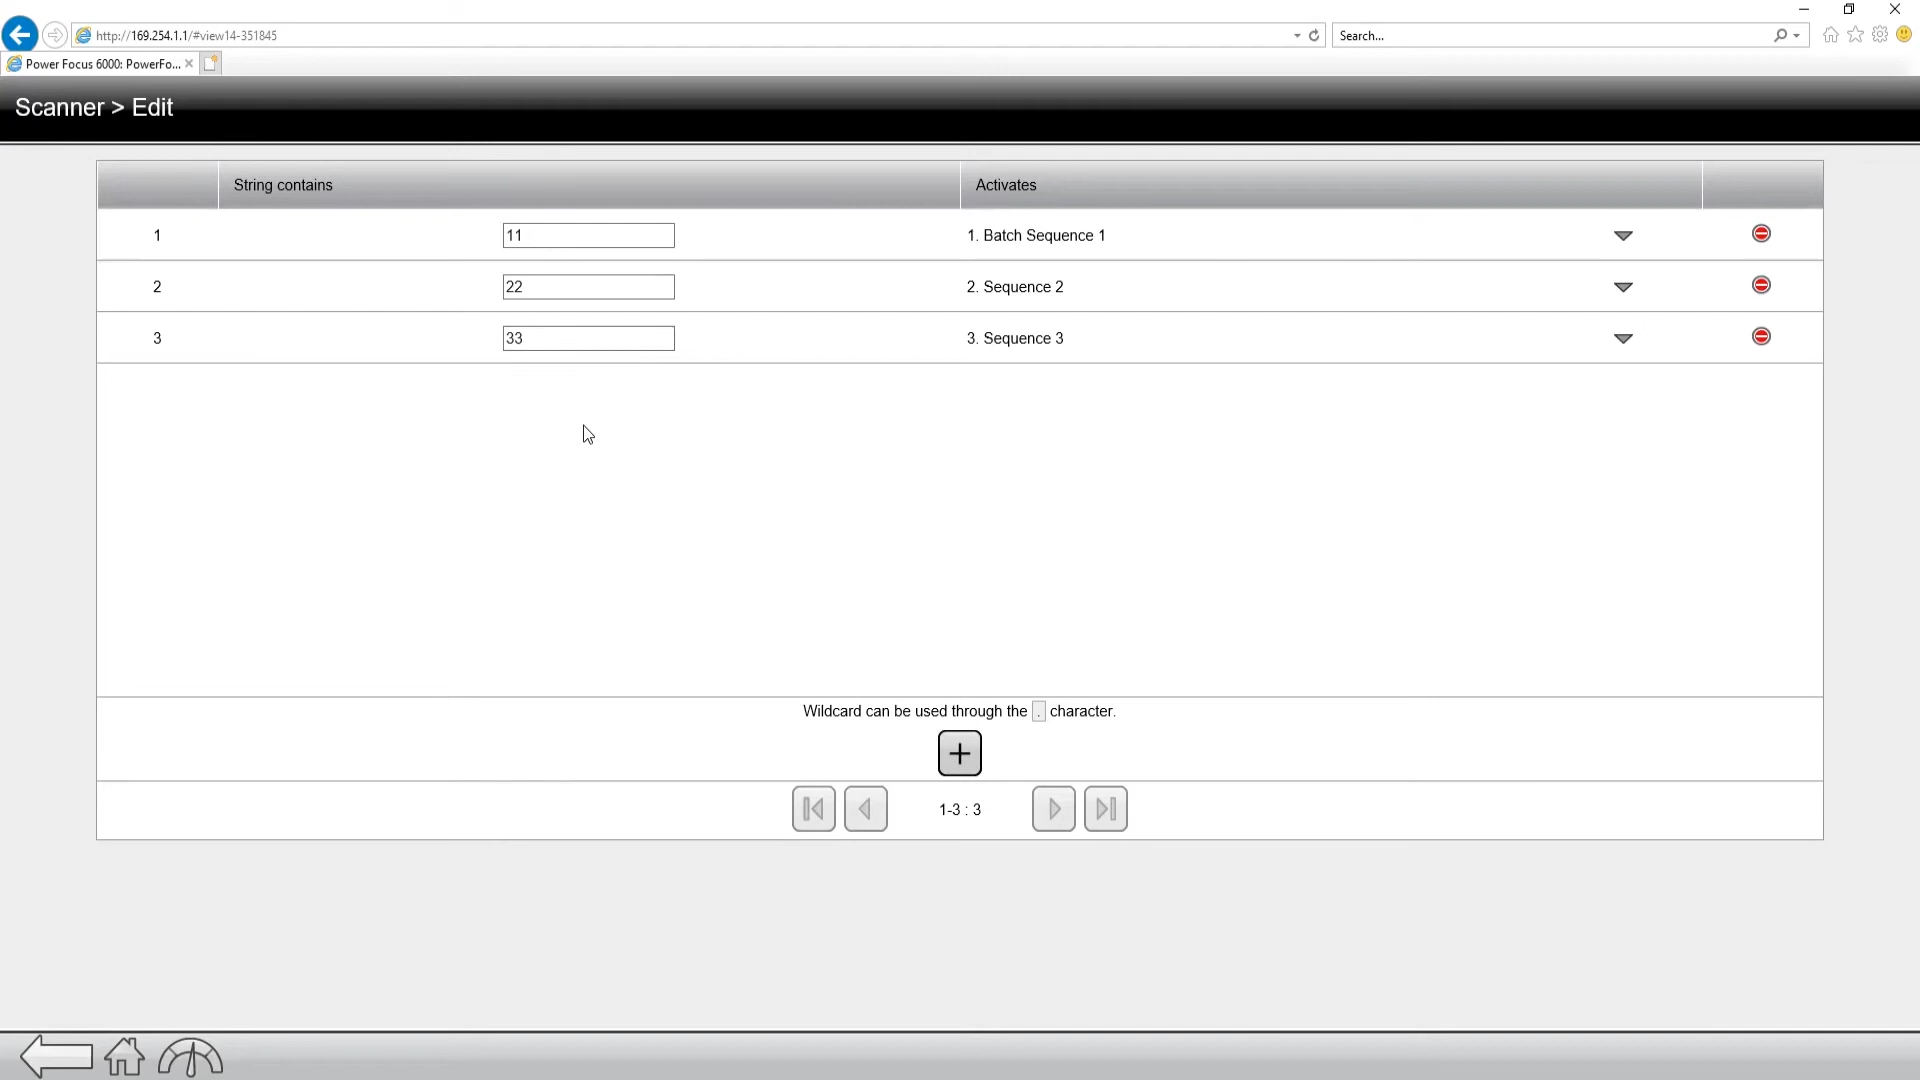 http://169.254.1.1/#view14-351845
Search...
Power Focus 6000: PowerFo...
Scanner > Edit
String contains
Activates
1
11
1. Batch Sequence 1
2
22
2. Sequence 2
3
33
3. Sequence 3
Wildcard can be used through the . character.
1-3 : 3